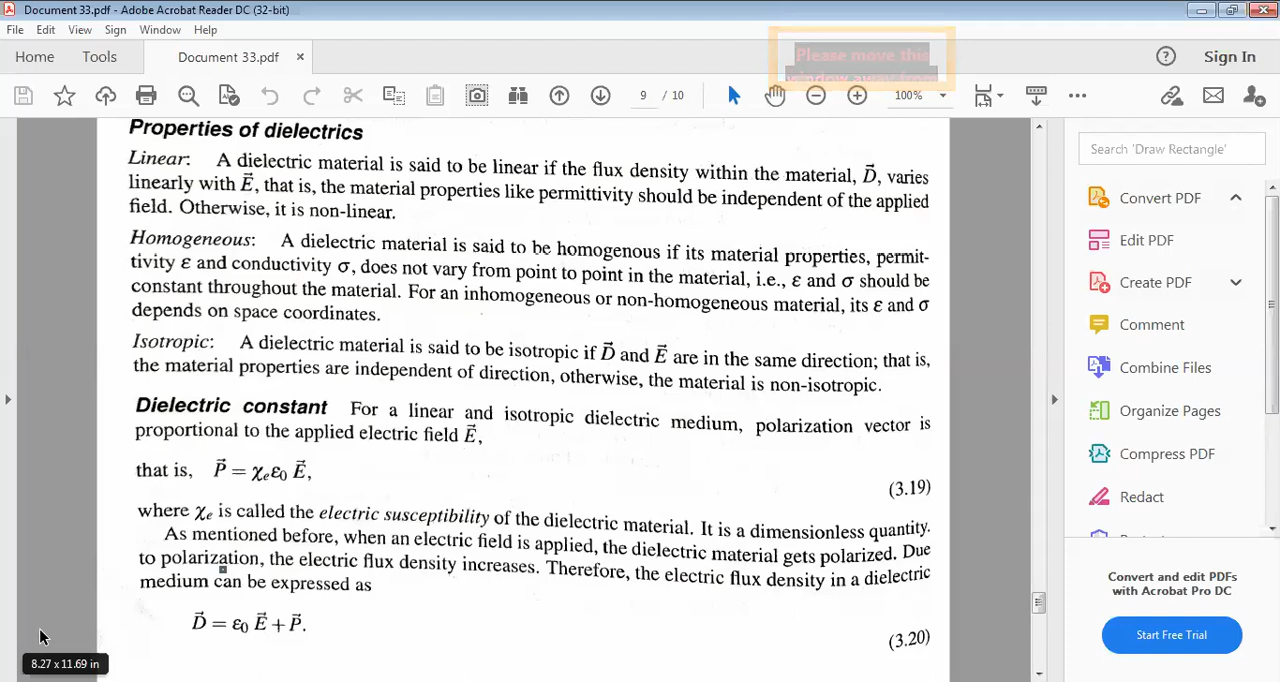 Document 33.pdf - Adobe Acrobat Reader DC (32-bit)
File Edit View Sign Window Help
Home Tools Document 33.pdf × Please move this ? Sign In
window away from
9 / 10 100%
Properties of dielectrics
Linear: A dielectric material is said to be linear if the flux density within the material, D⃗, varies
linearly with E⃗, that is, the material properties like permittivity should be independent of the applied
field. Otherwise, it is non-linear.
Homogeneous: A dielectric material is said to be homogenous if its material properties, permit-
tivity ε and conductivity σ, does not vary from point to point in the material, i.e., ε and σ should be
constant throughout the material. For an inhomogeneous or non-homogeneous material, its ε and σ
depends on space coordinates.
Isotropic: A dielectric material is said to be isotropic if D⃗ and E⃗ are in the same direction; that is,
the material properties are independent of direction, otherwise, the material is non-isotropic.
Dielectric constant For a linear and isotropic dielectric medium, polarization vector is
proportional to the applied electric field E⃗,
that is, P⃗ = χₑε₀ E⃗,
(3.19)
where χₑ is called the electric susceptibility of the dielectric material. It is a dimensionless quantity.
As mentioned before, when an electric field is applied, the dielectric material gets polarized. Due
to polarization, the electric flux density increases. Therefore, the electric flux density in a dielectric
medium can be expressed as
D⃗ = ε₀ E⃗ + P⃗.
(3.20)
8.27 x 11.69 in
Search 'Draw Rectangle'
Convert PDF
Edit PDF
Create PDF
Comment
Combine Files
Organize Pages
Compress PDF
Redact
Convert and edit PDFs
with Acrobat Pro DC
Start Free Trial